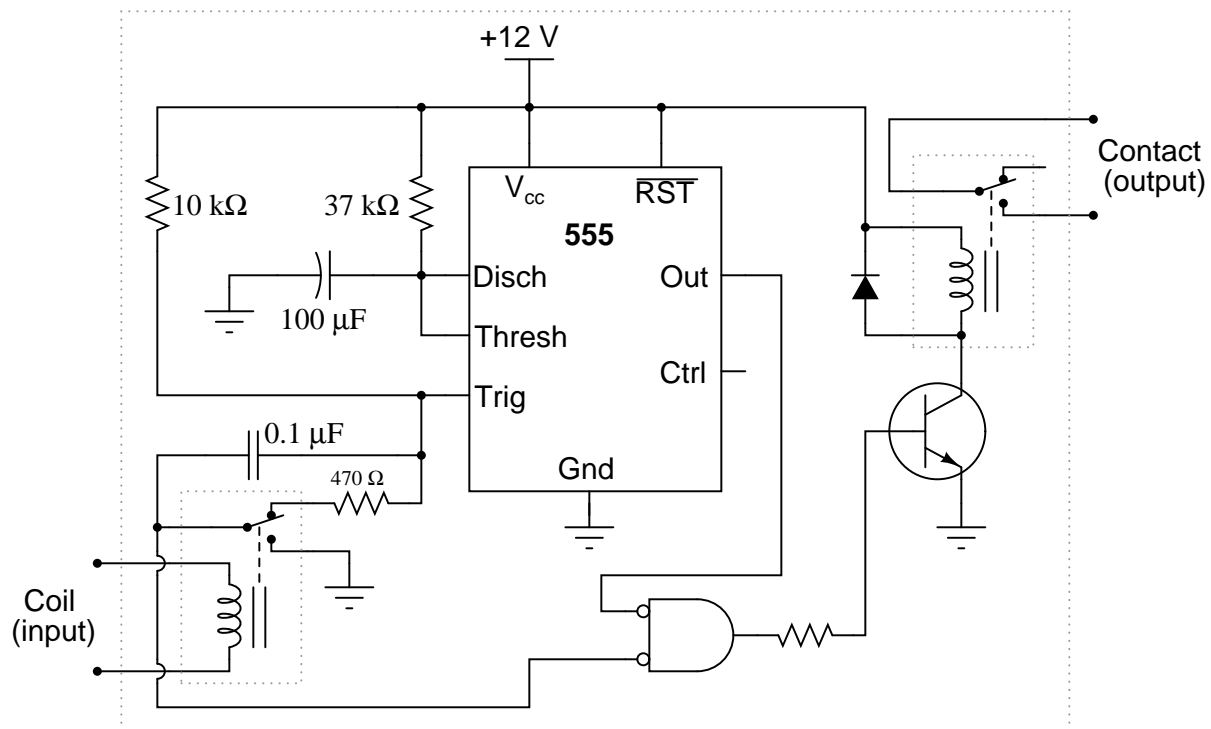 +12 V
Contact
(output)
10 kΩ
37 kΩ
Vcc
RST
555
Disch
Out
100 μF
Thresh
Ctrl
Trig
0.1 μF
470 Ω
Gnd
Coil
(input)